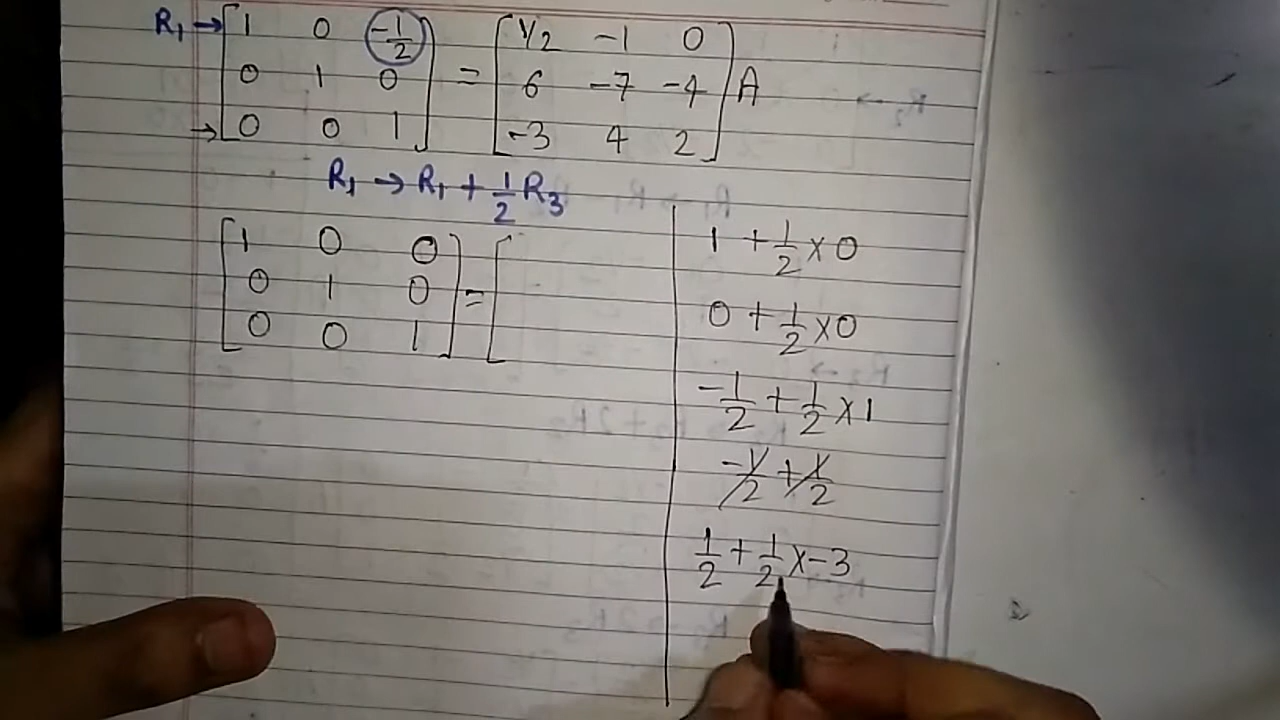 R₁ → [ 1 0 -1/2 ] = [ 1/2 -1 0 ]
[ 0 1 0 ] [ 6 -7 -4 ] A
→ [ 0 0 1 ] [ -3 4 2 ]
R₁ → R₁ + 1/2 R₃
[ 1 0 0 ] = [
[ 0 1 0 ]
[ 0 0 1 ]
1 + 1/2 × 0
0 + 1/2 × 0
-1/2 + 1/2 × 1
-1/2 + 1/2
1/2 + 1/2 × -3